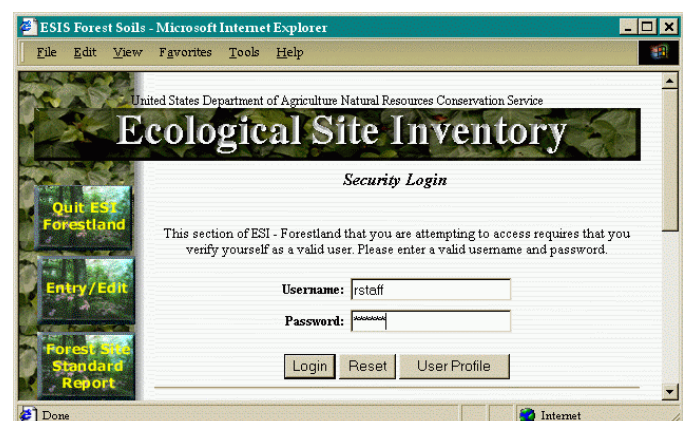 ESIS Forest Soils - Microsoft Internet Explorer
File Edit View Favorites Tools Help
United States Department of Agriculture Natural Resources Conservation Service
Ecological Site Inventory
Security Login
Quit ESI
Forestland
This section of ESI - Forestland that you are attempting to access requires that you
verify yourself as a valid user. Please enter a valid username and password.
Entry/Edit
Username: rstaff
Password: ******
Forest Site
Standard
Report
Login Reset User Profile
Done Internet